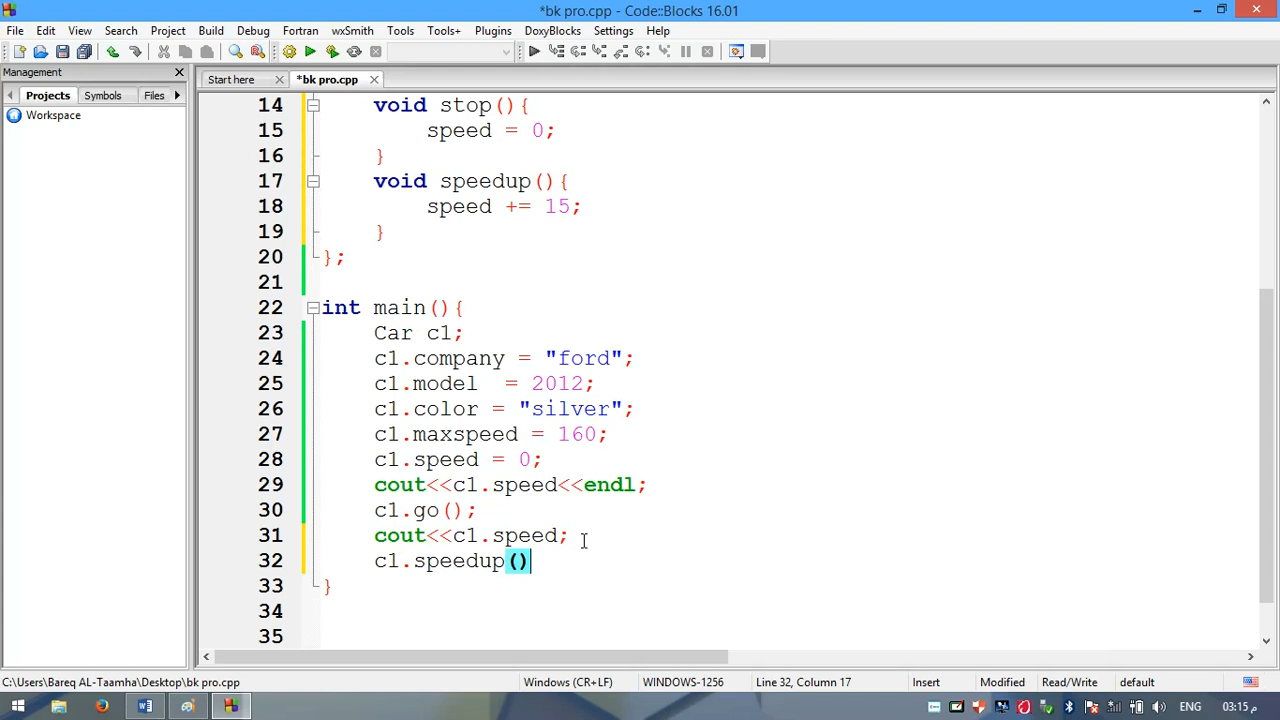 *bk pro.cpp - Code::Blocks 16.01
File Edit View Search Project Build Debug Fortran wxSmith Tools Tools+ Plugins DoxyBlocks Settings Help
Management
Start here *bk pro.cpp
Projects Symbols Files
Workspace
14 void stop(){
15 speed = 0;
16 }
17 void speedup(){
18 speed += 15;
19 }
20 };
21
22 int main(){
23 Car c1;
24 c1.company = "ford";
25 c1.model  = 2012;
26 c1.color = "silver";
27 c1.maxspeed = 160;
28 c1.speed = 0;
29 cout<<c1.speed<<endl;
30 c1.go();
31 cout<<c1.speed;
32 c1.speedup()
33 }
34
35
C:\Users\Bareq AL-Taamha\Desktop\bk pro.cpp Windows (CR+LF) WINDOWS-1256 Line 32, Column 17 Insert Modified Read/Write default
ENG 03:15 م